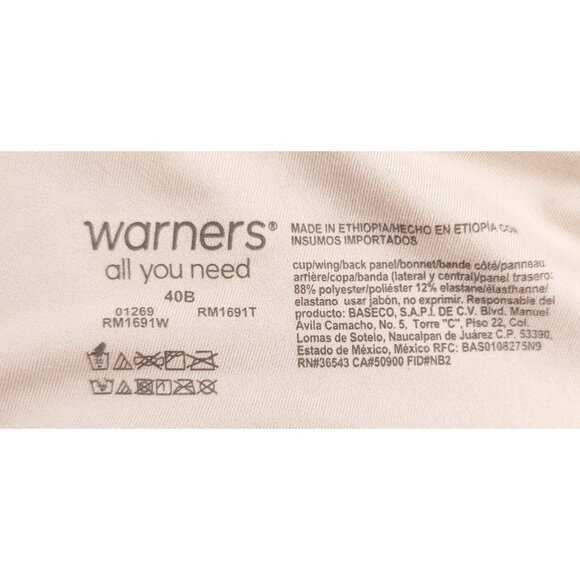 warners®
all you need
40B
01269 RM1691T
RM1691W
MADE IN ETHIOPIA/HECHO EN ETIOPÍA CON
INSUMOS IMPORTADOS
cup/wing/back panel/bonnet/bande côté/panneau
arrière/copa/banda (lateral y central)/panel trasero:
88% polyester/poliéster 12% elastane/élasthanne/
elastano usar jabón, no exprimir. Responsable del
producto: BASECO, S.A.P.I. DE C.V. Blvd. Manuel
Ávila Camacho, No. 5, Torre "C", Piso 22, Col.
Lomas de Sotelo, Naucalpan de Juárez C.P. 53390,
Estado de México, México RFC: BAS0108275N9
RN#36543 CA#50900 FID#NB2